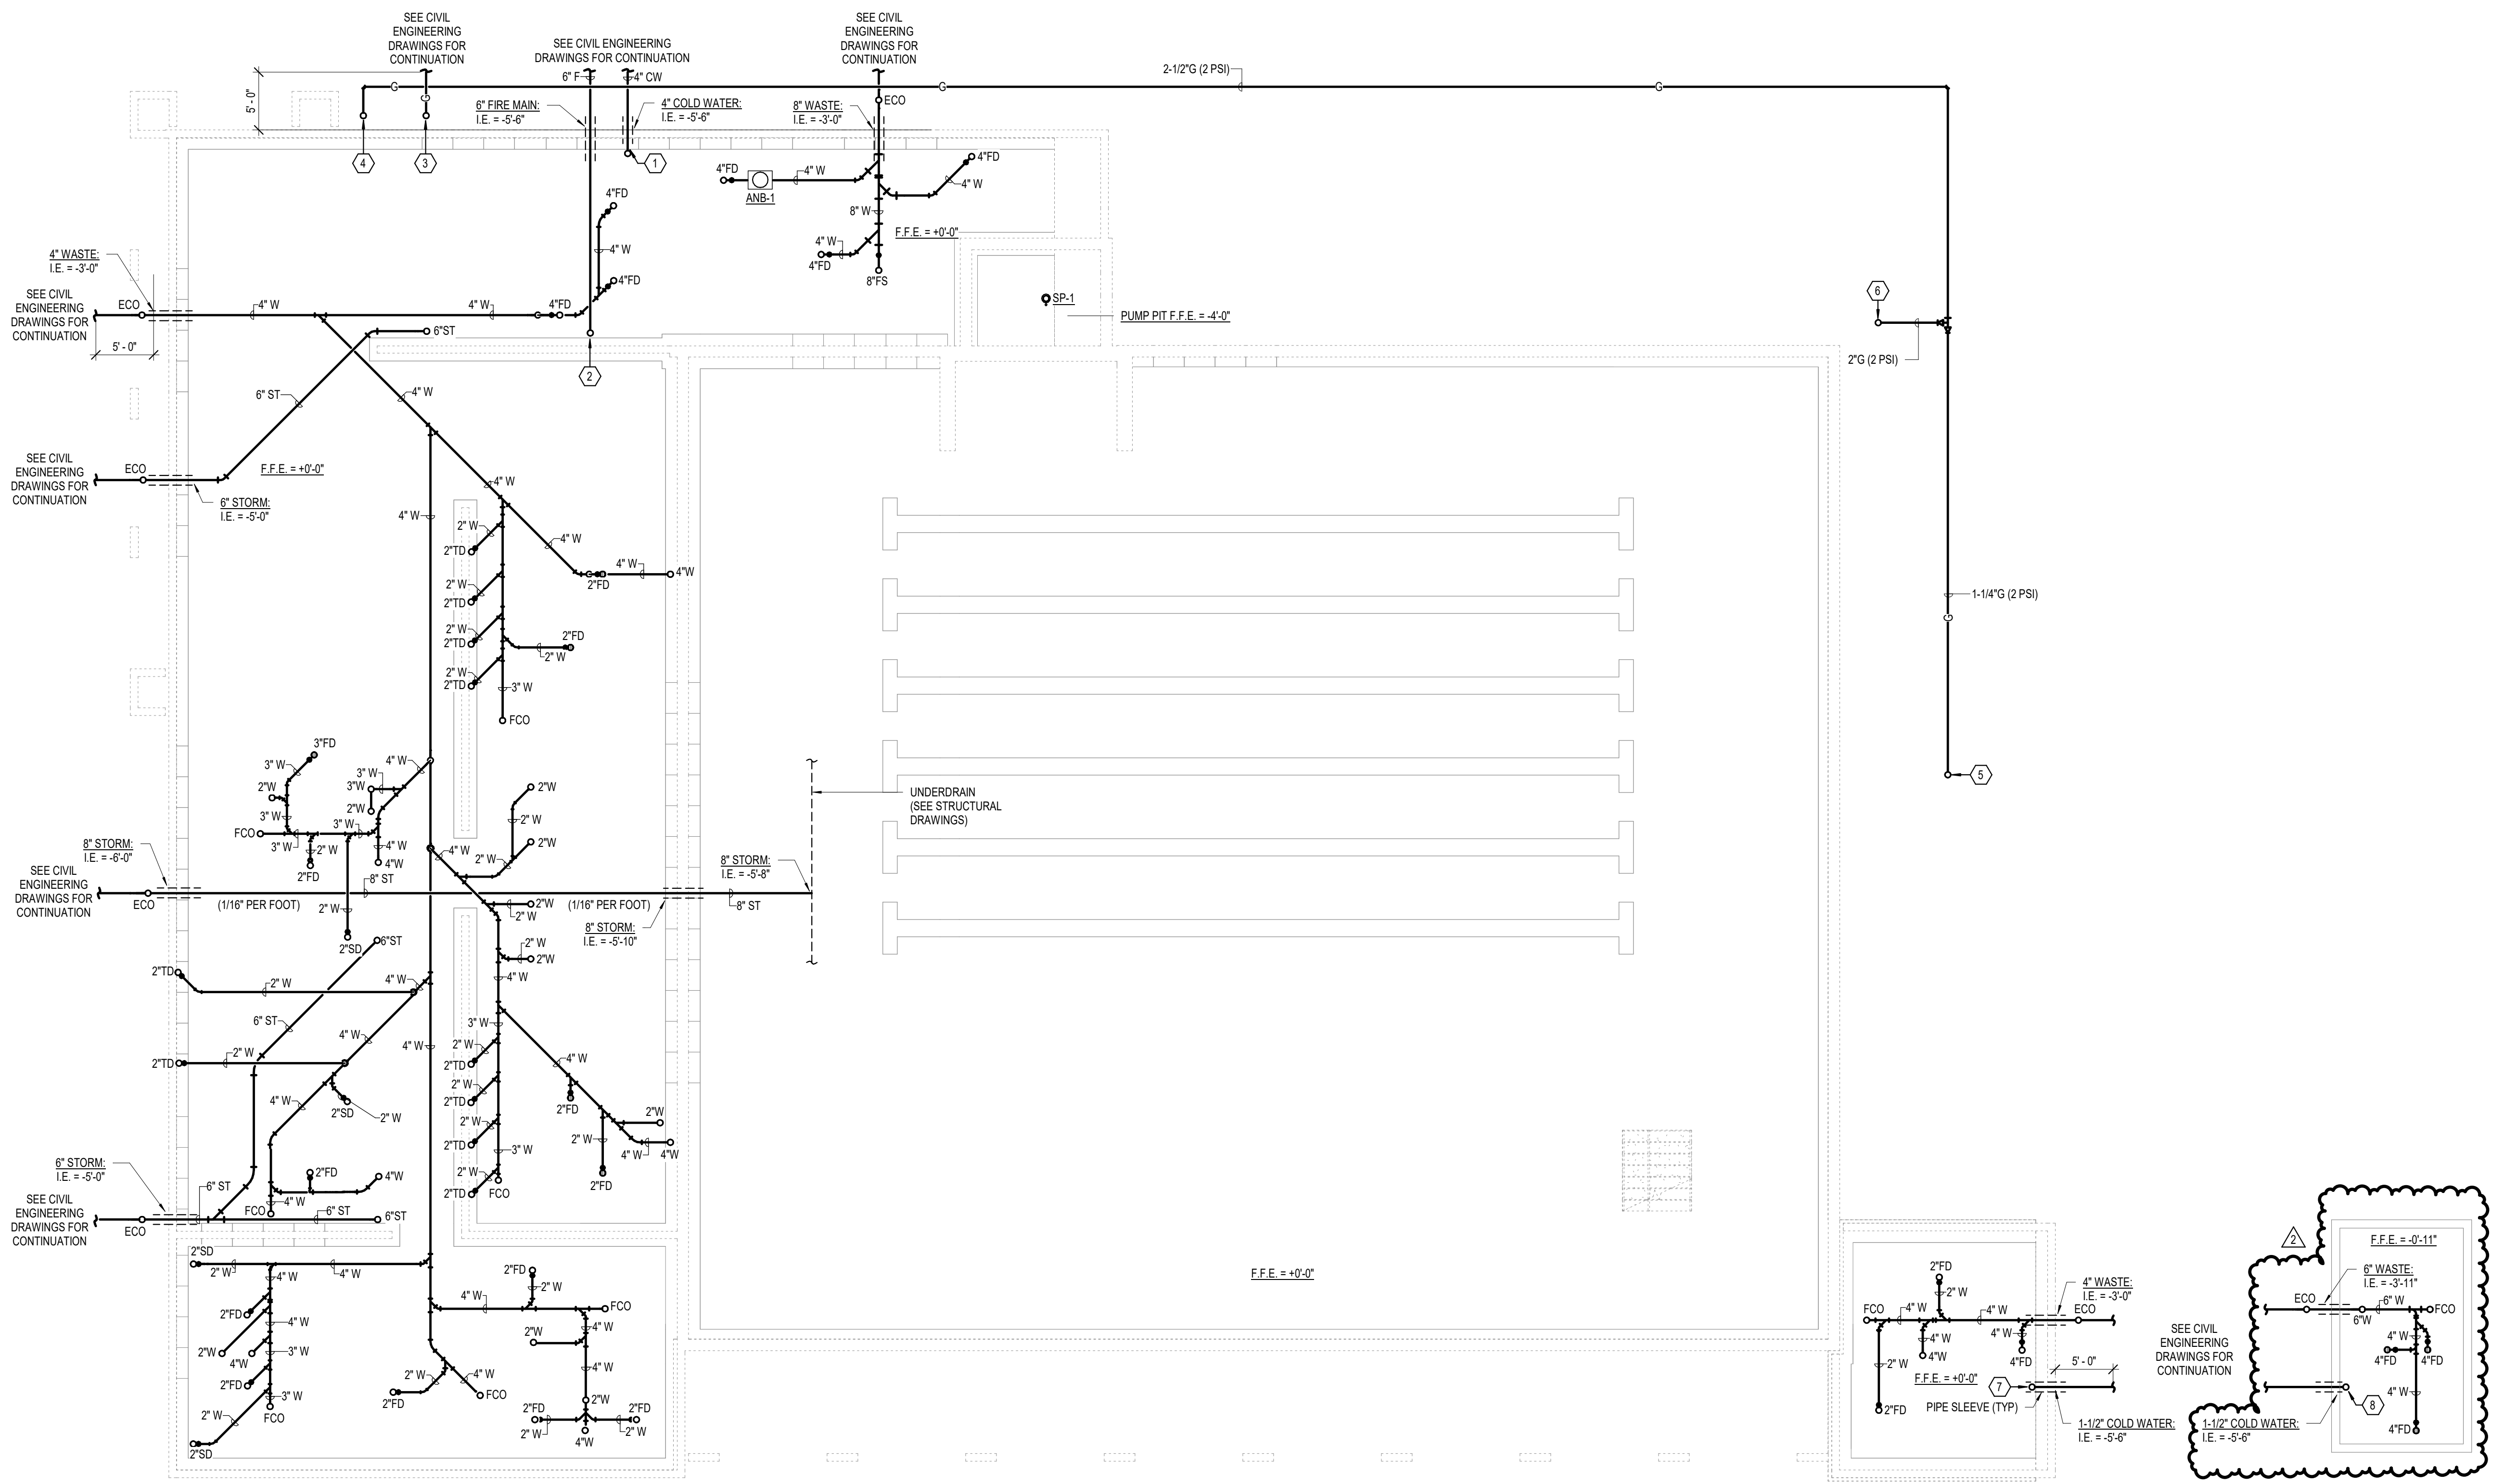 SEE CIVIL
ENGINEERING
DRAWINGS FOR
CONTINUATION
SEE CIVIL ENGINEERING
DRAWINGS FOR CONTINUATION
SEE CIVIL
ENGINEERING
DRAWINGS FOR
CONTINUATION
5' - 0"
G
G
6" F
4" CW
G
2-1/2"G (2 PSI)
G
ECO
6" FIRE MAIN:
I.E. = -5'-6"
4" COLD WATER:
I.E. = -5'-6"
8" WASTE:
I.E. = -3'-0"
4
3
1
4"FD
4" W
ANB-1
4"FD
4" W
8" W
4" W
4"FD
8"FS
F.F.E. = +0'-0"
4"FD
4" W
4"FD
4" WASTE:
I.E. = -3'-0"
SEE CIVIL
ENGINEERING
DRAWINGS FOR
CONTINUATION
ECO
5' - 0"
4" W
4" W
4"FD
6"ST
2
SP-1
PUMP PIT F.F.E. = -4'-0"
6
2"G (2 PSI)
6" ST
4" W
SEE CIVIL
ENGINEERING
DRAWINGS FOR
CONTINUATION
ECO
F.F.E. = +0'-0"
6" STORM:
I.E. = -5'-0"
4" W
4" W
2" W
2"TD
4" W
4" W
4"W
2"FD
2" W
2"TD
2" W
2"TD
2"FD
2" W
2" W
2"TD
3" W
FCO
1-1/4"G (2 PSI)
G
5
3"FD
3" W
2"W
3" W
FCO
3" W
2" W
2"FD
3" W
3"W
2"W
3" W
4" W
4" W
4"W
2"W
2" W
2"W
2" W
4" W
UNDERDRAIN
(SEE STRUCTURAL
DRAWINGS)
8" STORM:
I.E. = -6'-0"
SEE CIVIL
ENGINEERING
DRAWINGS FOR
CONTINUATION
ECO
(1/16" PER FOOT)
8" ST
2" W
2"SD
2"W
2" W
(1/16" PER FOOT)
8" STORM:
I.E. = -5'-8"
8" ST
8" STORM:
I.E. = -5'-10"
6"ST
2" W
2"W
4" W
2"TD
2" W
4" W
6" ST
4" W
4" W
3" W
2"TD
2" W
2" W
2"TD
4" W
4" W
2"SD
2" W
2" W
2"TD
2"FD
2" W
2"TD
2"W
2" W
4" W
4"W
2"FD
3" W
2" W
2"TD
FCO
6" STORM:
I.E. = -5'-0"
SEE CIVIL
ENGINEERING
DRAWINGS FOR
CONTINUATION
ECO
6" ST
2"FD
4"W
FCO
4" W
6" ST
6"ST
2"SD
2" W
4" W
4" W
2"FD
4" W
2"W
4"W
3" W
2"FD
3" W
2" W
FCO
2"SD
4" W
2"FD
2" W
FCO
4" W
2"W
4" W
4" W
2" W
FCO
2"FD
2"W
2"FD
2"FD
2" W
2" W
4"W
F.F.E. = +0'-0"
2"FD
2" W
FCO
4" W
4" W
4" WASTE:
I.E. = -3'-0"
ECO
4" W
4"W
4" W
4"FD
2" W
2"FD
F.F.E. = +0'-0"
7
PIPE SLEEVE (TYP)
5' - 0"
1-1/2" COLD WATER:
I.E. = -5'-6"
SEE CIVIL
ENGINEERING
DRAWINGS FOR
CONTINUATION
2
F.F.E. = -0'-11"
6" WASTE:
I.E. = -3'-11"
ECO
6" W
6"W
FCO
4" W
4"FD
4"FD
4" W
4"FD
8
1-1/2" COLD WATER:
I.E. = -5'-6"